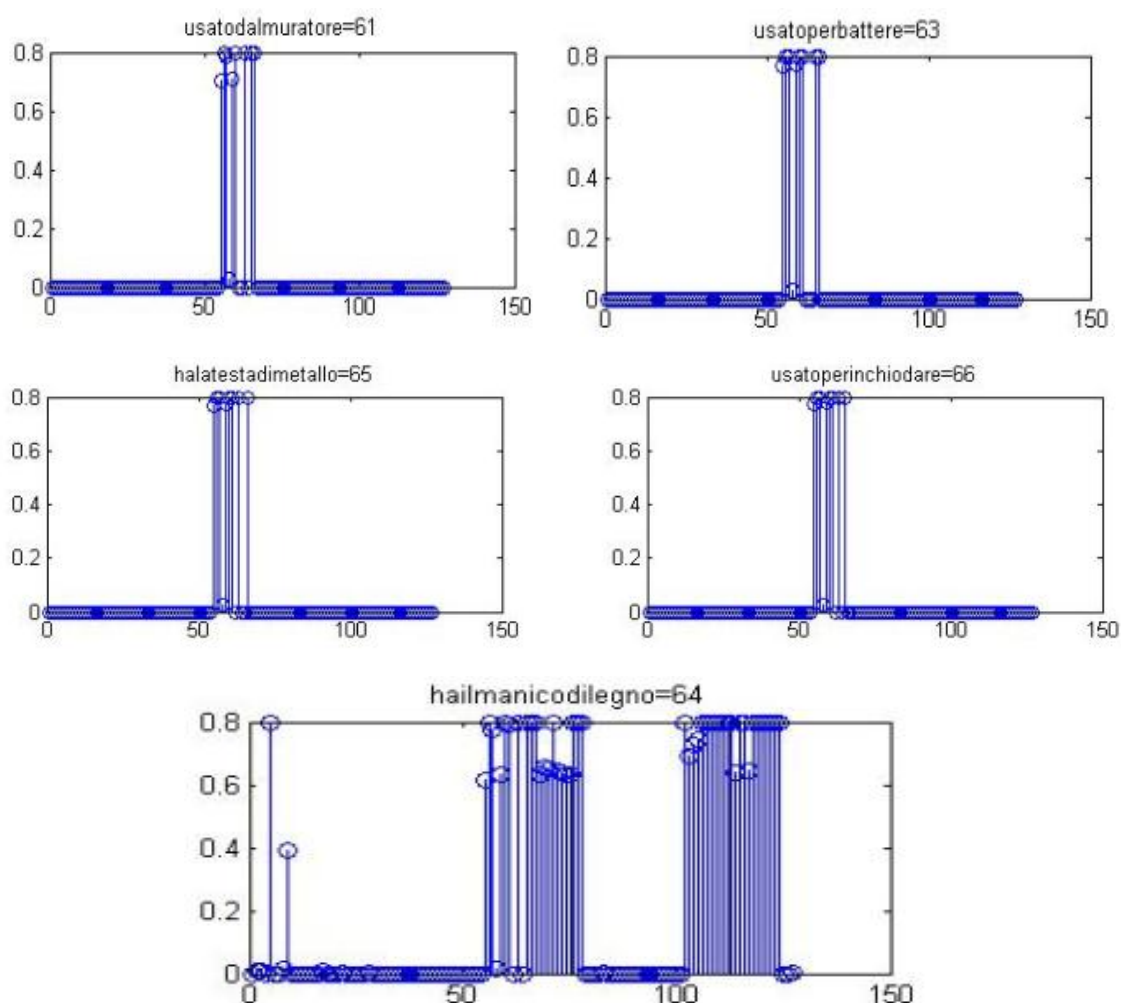 usatodalmuratore=61
0.8
0.6
0.4
0.2
0
0 50 100 150
usatoperbattere=63
0.8
0.6
0.4
0.2
0
0 50 100 150
halatestadimetallo=65
0.8
0.6
0.4
0.2
0
0 50 100 150
usatoperinchiodare=66
0.8
0.6
0.4
0.2
0
0 50 100 150
hailmanicodilegno=64
0.8
0.6
0.4
0.2
0
0 50 100 150